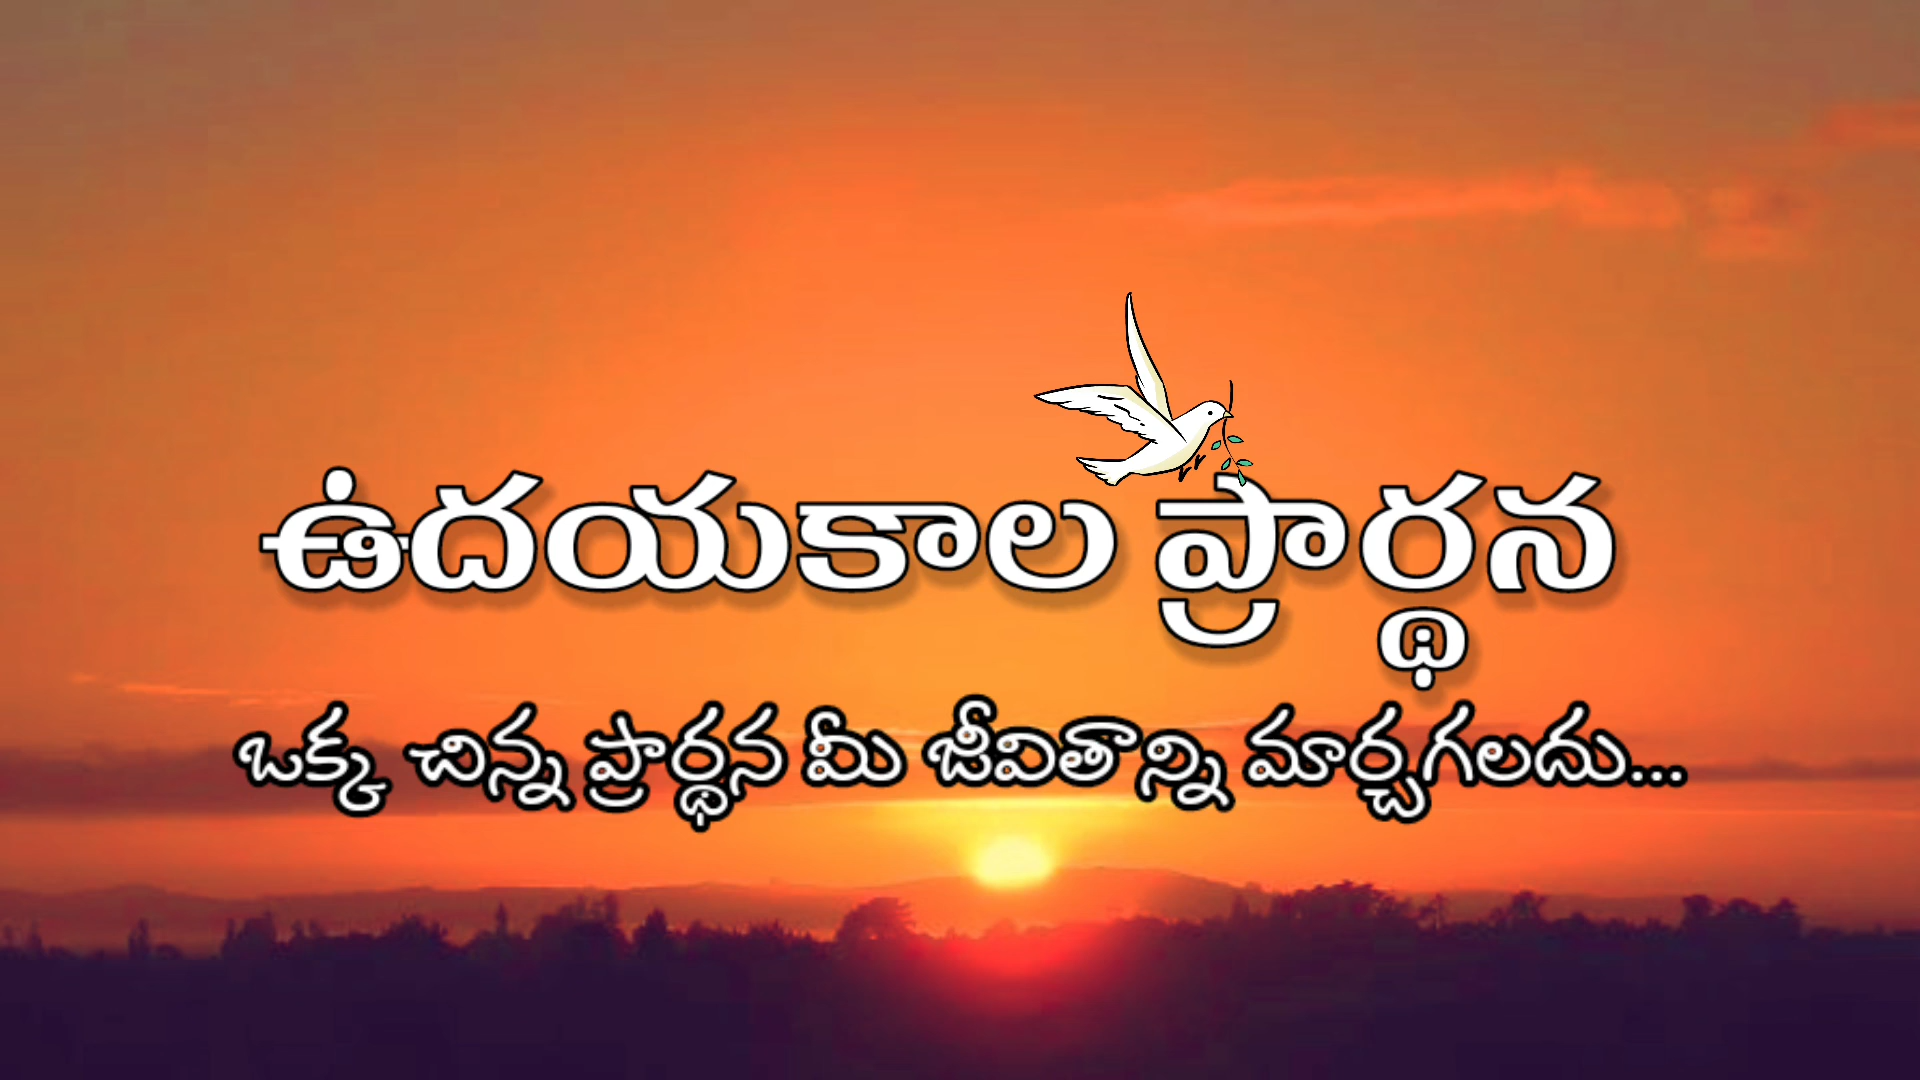 ఉదయకాల ప్రార్థన
ఒక్క చిన్న ప్రార్థన మీ జీవితాన్ని మార్చగలదు...